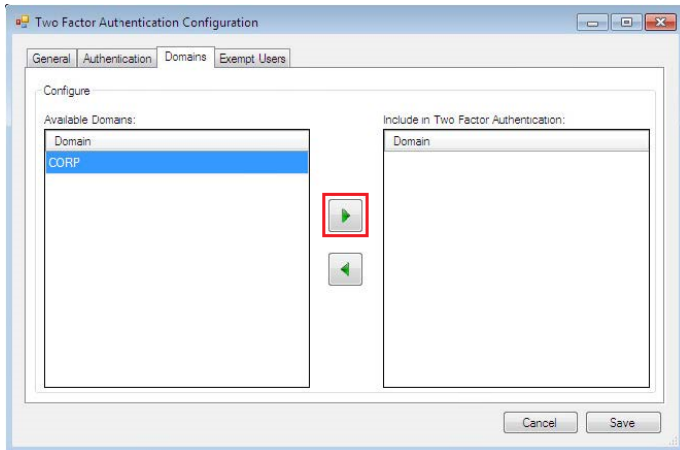 Two Factor Authentication Configuration
General Authentication Domains Exempt Users
Configure
Available Domains: Include in Two Factor Authentication:
Domain Domain
CORP
Cancel Save